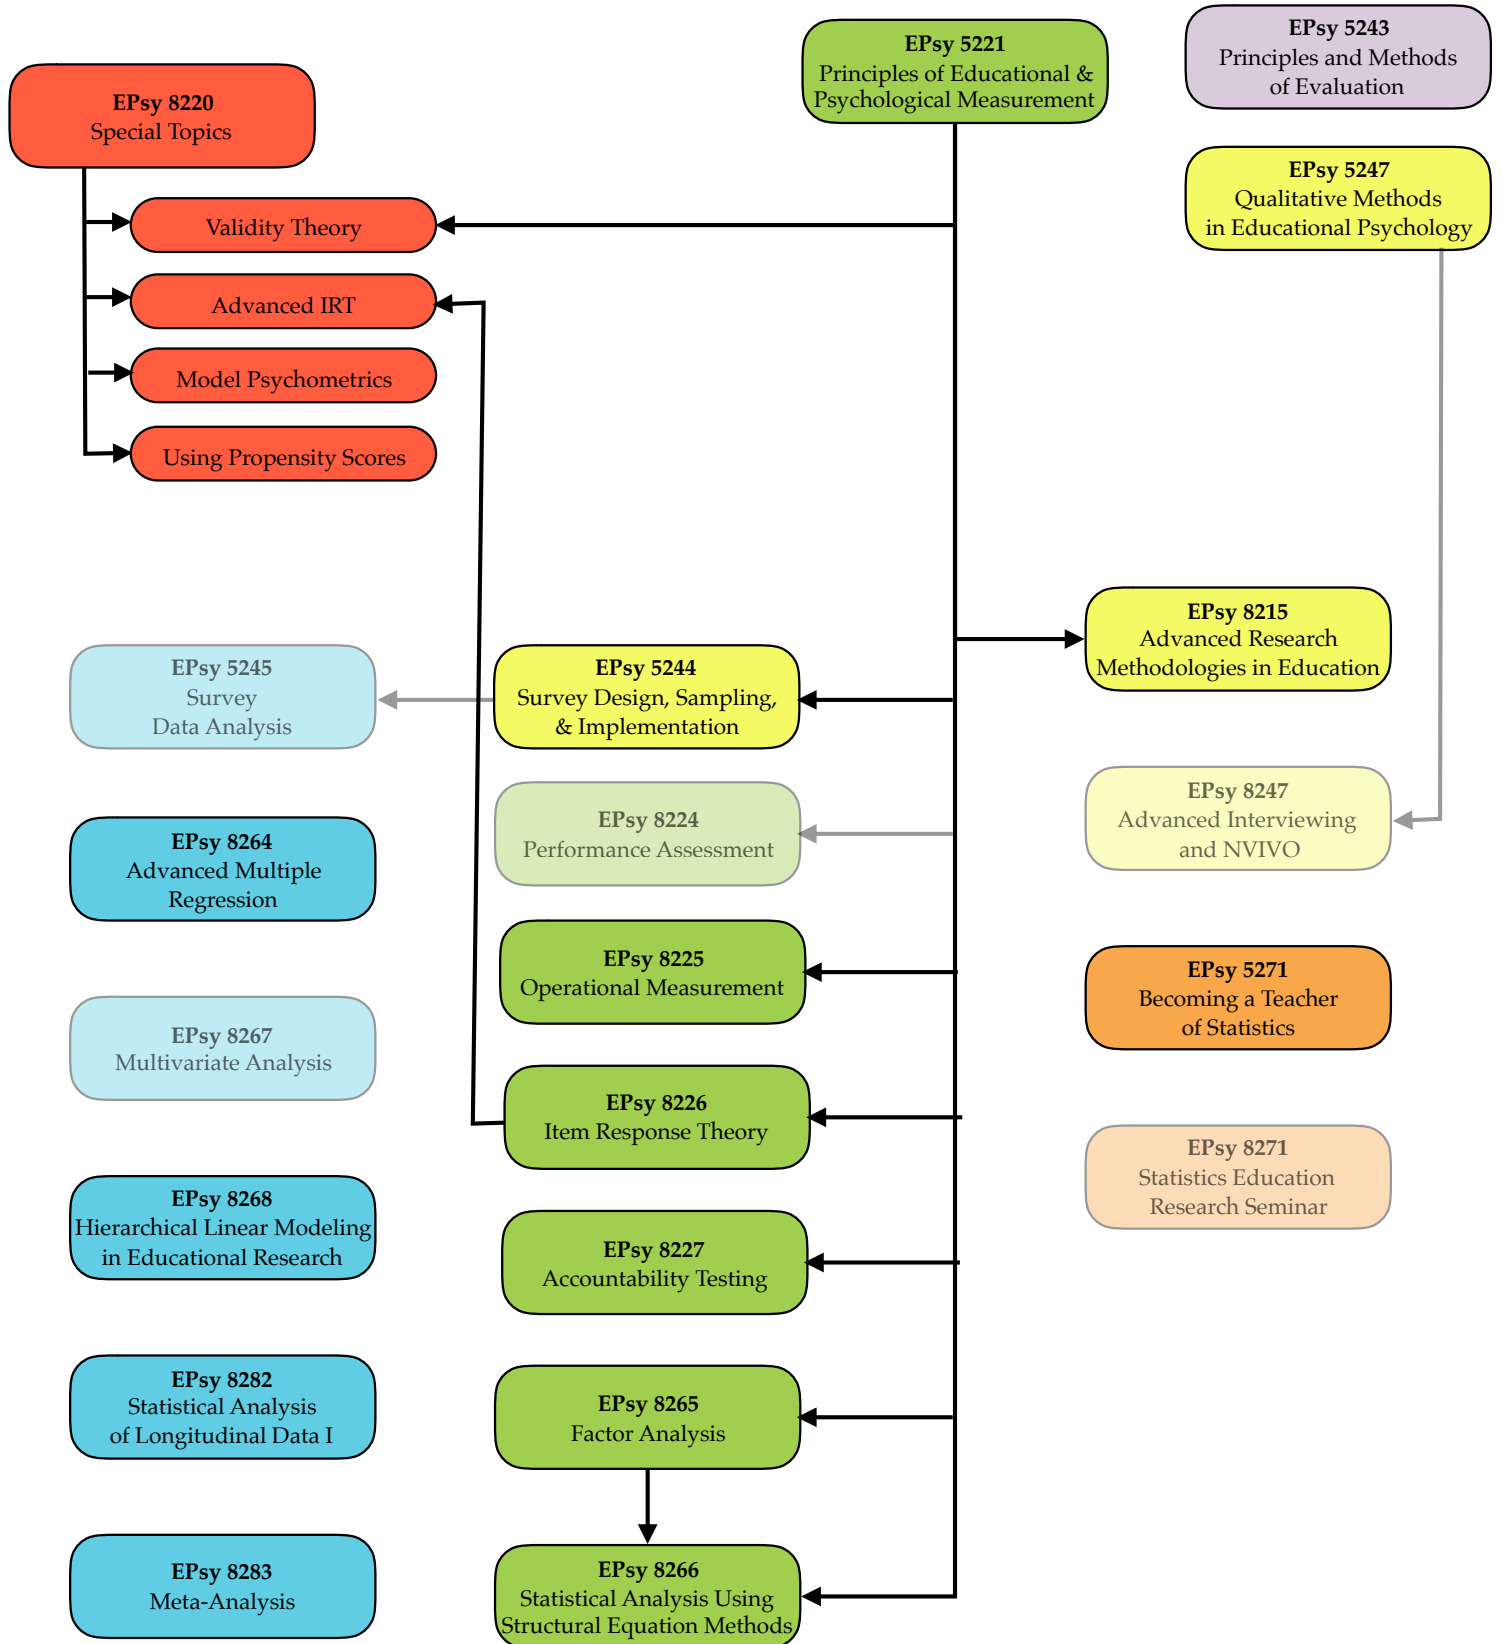 EPsy 5221
Principles of Educational &
Psychological Measurement
EPsy 5243
Principles and Methods
of Evaluation
EPsy 8220
Special Topics
EPsy 5247
Qualitative Methods
in Educational Psychology
Validity Theory
Advanced IRT
Model Psychometrics
Using Propensity Scores
EPsy 8215
Advanced Research
Methodologies in Education
EPsy 5245
Survey
Data Analysis
EPsy 5244
Survey Design, Sampling,
& Implementation
EPsy 8224
Performance Assessment
EPsy 8247
Advanced Interviewing
and NVIVO
EPsy 8264
Advanced Multiple
Regression
EPsy 8225
Operational Measurement
EPsy 5271
Becoming a Teacher
of Statistics
EPsy 8267
Multivariate Analysis
EPsy 8226
Item Response Theory
EPsy 8271
Statistics Education
Research Seminar
EPsy 8268
Hierarchical Linear Modeling
in Educational Research
EPsy 8227
Accountability Testing
EPsy 8282
Statistical Analysis
of Longitudinal Data I
EPsy 8265
Factor Analysis
EPsy 8283
Meta-Analysis
EPsy 8266
Statistical Analysis Using
Structural Equation Methods